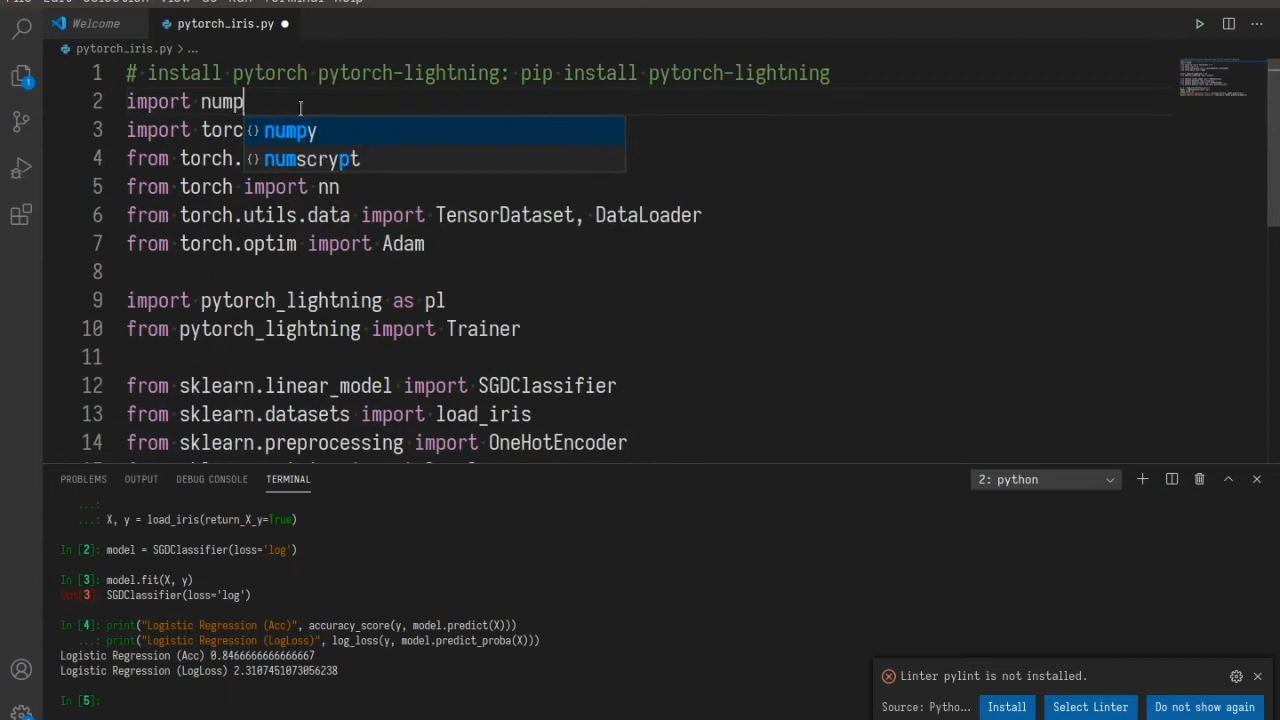 Welcome
pytorch_iris.py
pytorch_iris.py > ...
1 # install pytorch pytorch-lightning: pip install pytorch-lightning
2 import nump
3 import torc
numpy
4 from torch.
numscrypt
5 from torch import nn
6 from torch.utils.data import TensorDataset, DataLoader
7 from torch.optim import Adam
8
9 import pytorch_lightning as pl
10 from pytorch_lightning import Trainer
11
12 from sklearn.linear_model import SGDClassifier
13 from sklearn.datasets import load_iris
14 from sklearn.preprocessing import OneHotEncoder
PROBLEMS OUTPUT DEBUG CONSOLE TERMINAL 2: python
...:
...: X, y = load_iris(return_X_y=True)
In [2]: model = SGDClassifier(loss='log')
In [3]: model.fit(X, y)
Out[3] SGDClassifier(loss='log')
In [4]: print("Logistic Regression (Acc)", accuracy_score(y, model.predict(X)))
...: print("Logistic Regression (LogLoss)", log_loss(y, model.predict_proba(X)))
Logistic Regression (Acc) 0.8466666666666667
Logistic Regression (LogLoss) 2.3107451073056238
In [5]:
Linter pylint is not installed.
Source: Pytho... Install Select Linter Do not show again
1